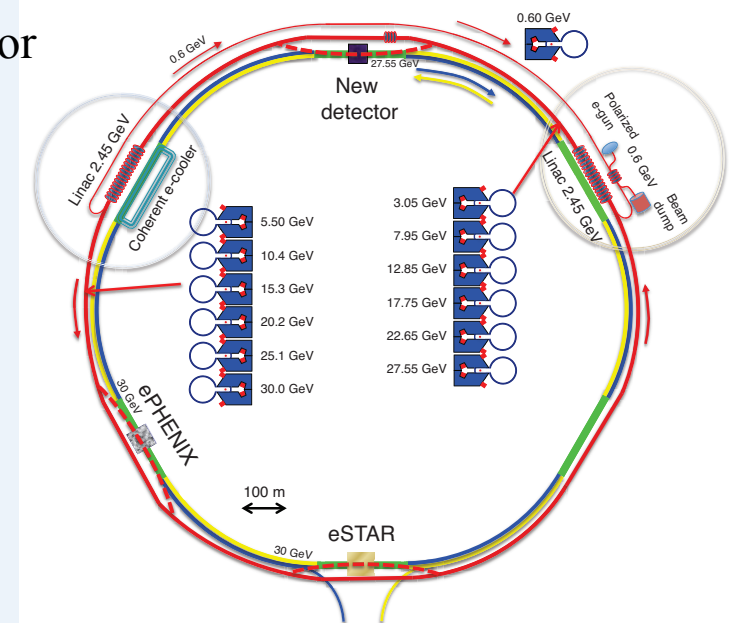 or
0.60 GeV
0.6 GeV
27.55 GeV
New
detector
Linac 2.45 GeV
Coherent e-cooler
Polarized
e-gun
0.6 GeV
Beam
dump
Linac 2.45 GeV
5.50 GeV
10.4 GeV
15.3 GeV
20.2 GeV
25.1 GeV
30.0 GeV
3.05 GeV
7.95 GeV
12.85 GeV
17.75 GeV
22.65 GeV
27.55 GeV
30 GeV
ePHENIX
100 m
eSTAR
30 GeV